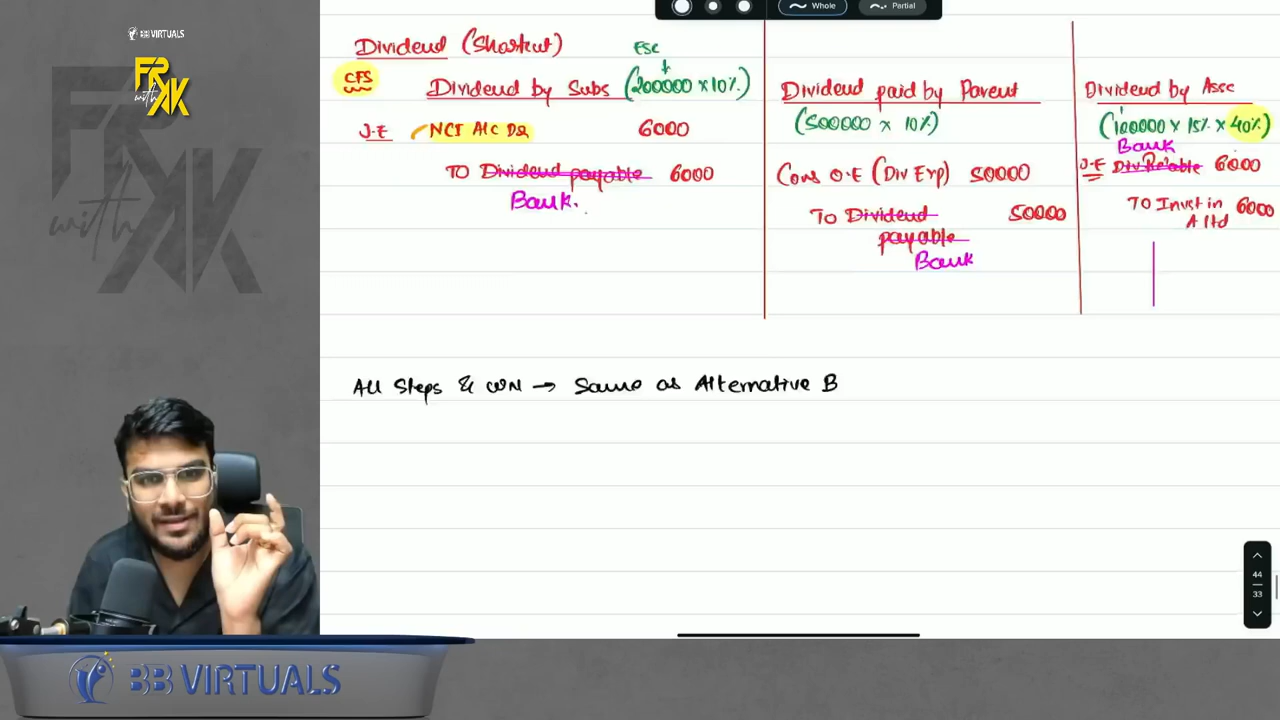 BB VIRTUALS
FR
with
AK
Whole
Partial
Dividend (Shortcut)
CFS
ESC
Dividend by Subs (200000 × 10%)
J.E NCI A/C DR 6000
To Dividend payable 6000
Bank.
Dividend paid by Parent
(500000 × 10%)
Cons O.E (Div Exp) 50000
To Dividend 50000
payable
Bank
Dividend by Assc
(100000 × 15% × 40%)
Bank
J.E Div Re'able 6000
To Invst in 6000
A ltd
All Steps & WN → Same as Alternative B
44
33
BB VIRTUALS